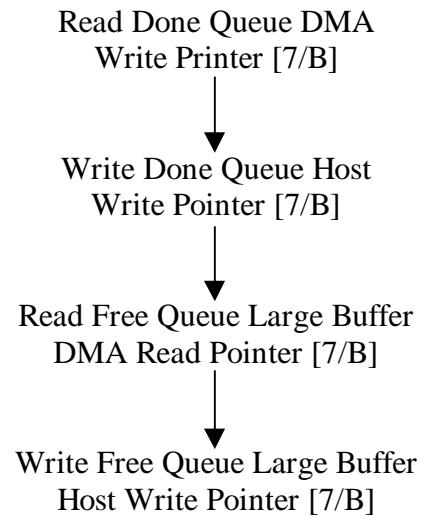 Read Done Queue DMA
Write Printer [7/B]
Write Done Queue Host
Write Pointer [7/B]
Read Free Queue Large Buffer
DMA Read Pointer [7/B]
Write Free Queue Large Buffer
Host Write Pointer [7/B]